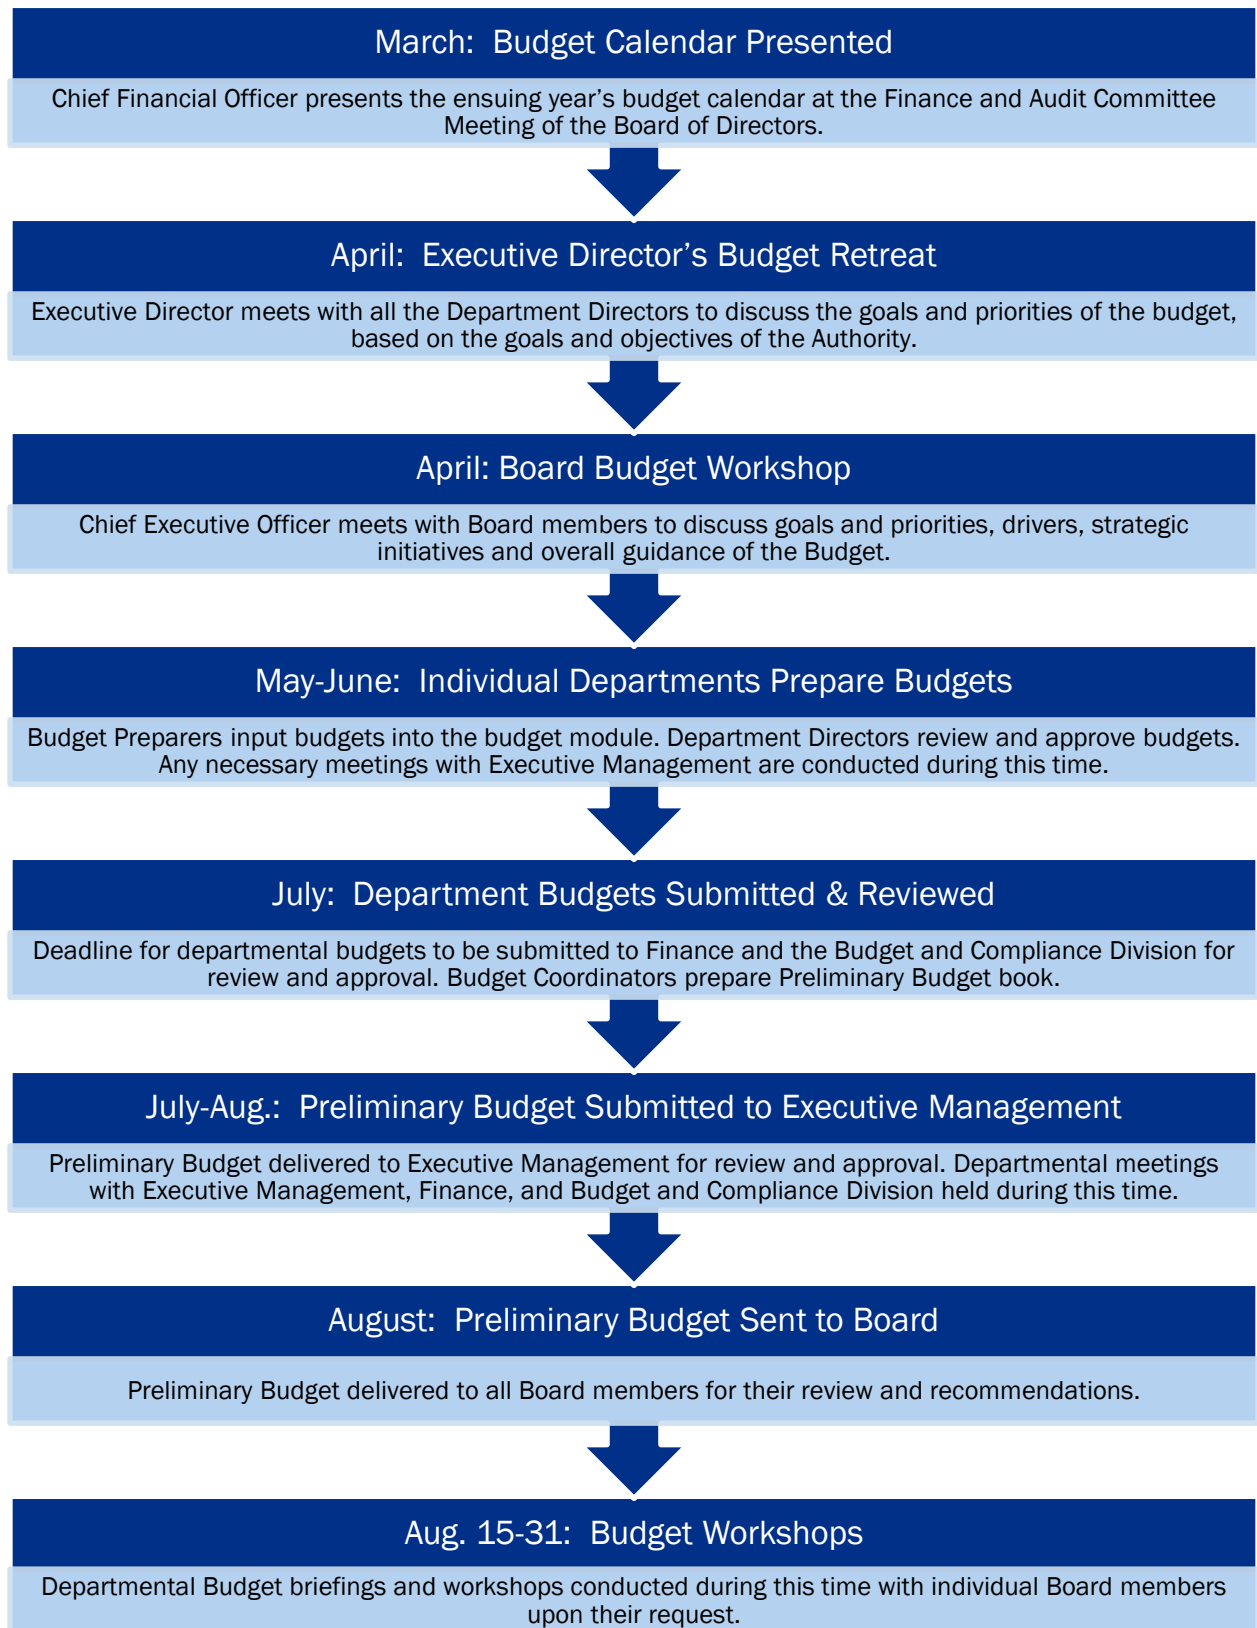 March: Budget Calendar Presented
Chief Financial Officer presents the ensuing year's budget calendar at the Finance and Audit Committee
Meeting of the Board of Directors.
April: Executive Director's Budget Retreat
Executive Director meets with all the Department Directors to discuss the goals and priorities of the budget,
based on the goals and objectives of the Authority.
April: Board Budget Workshop
Chief Executive Officer meets with Board members to discuss goals and priorities, drivers, strategic
initiatives and overall guidance of the Budget.
May-June: Individual Departments Prepare Budgets
Budget Preparers input budgets into the budget module. Department Directors review and approve budgets.
Any necessary meetings with Executive Management are conducted during this time.
July: Department Budgets Submitted & Reviewed
Deadline for departmental budgets to be submitted to Finance and the Budget and Compliance Division for
review and approval. Budget Coordinators prepare Preliminary Budget book.
July-Aug.: Preliminary Budget Submitted to Executive Management
Preliminary Budget delivered to Executive Management for review and approval. Departmental meetings
with Executive Management, Finance, and Budget and Compliance Division held during this time.
August: Preliminary Budget Sent to Board
Preliminary Budget delivered to all Board members for their review and recommendations.
Aug. 15-31: Budget Workshops
Departmental Budget briefings and workshops conducted during this time with individual Board members
upon their request.